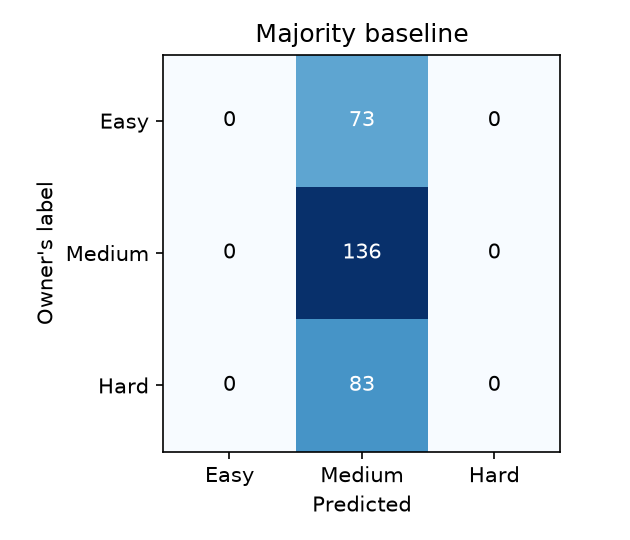 Majority baseline
Owner's label
Easy 0 73 0
Medium 0 136 0
Hard 0 83 0
Easy Medium Hard
Predicted